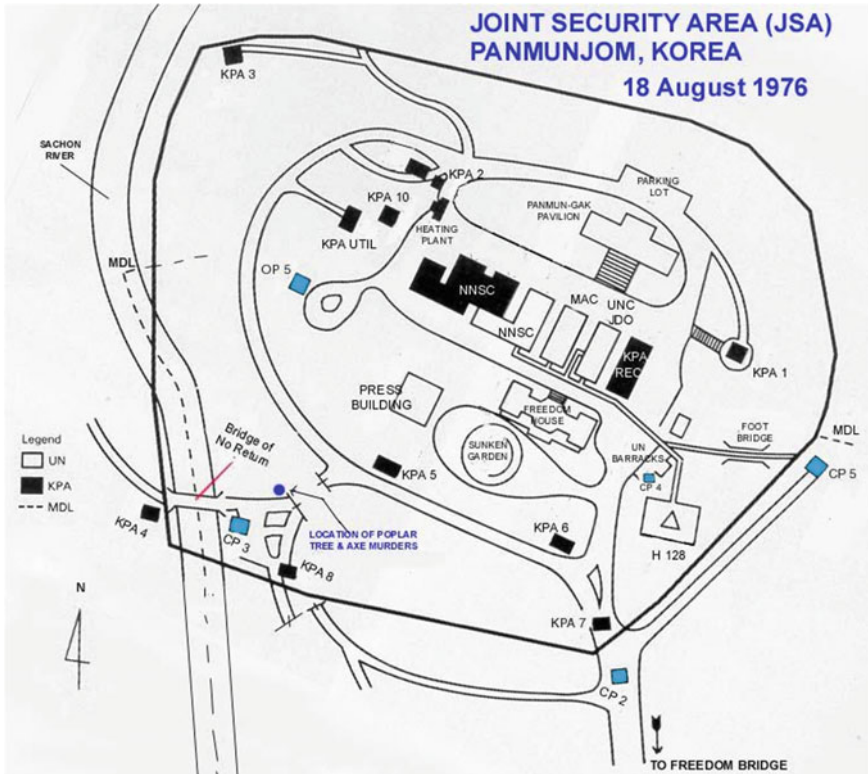 JOINT SECURITY AREA (JSA)
PANMUNJOM, KOREA
18 August 1976
KPA 3
SACHON
RIVER
KPA 2
PARKING
LOT
KPA 10
PANMUN-GAK
PAVILION
KPA UTIL
HEATING
PLANT
MDL
OP 5
NNSC
MAC
UNC
JDO
NNSC
KPA
REC
KPA 1
PRESS
BUILDING
FREEDOM
HOUSE
FOOT
BRIDGE
MDL
Legend
UN
KPA
MDL
Bridge of
No Return
SUNKEN
GARDEN
UN
BARRACKS
KPA 5
CP 4
CP 5
KPA 4
CP 3
LOCATION OF POPLAR
TREE & AXE MURDERS
KPA 6
H 128
KPA 8
N
KPA 7
CP 2
TO FREEDOM BRIDGE